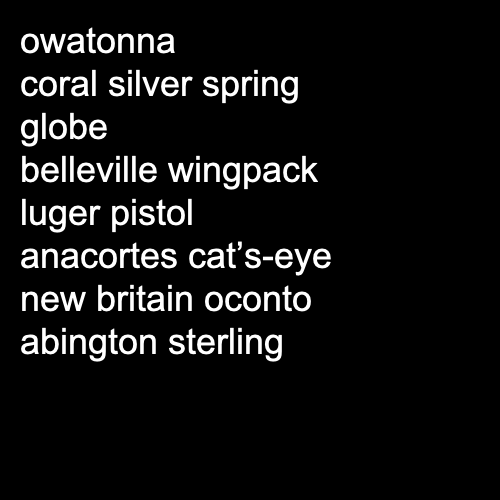 owatonna
coral silver spring
globe
belleville wingpack
luger pistol
anacortes cat’s-eye
new britain oconto
abington sterling